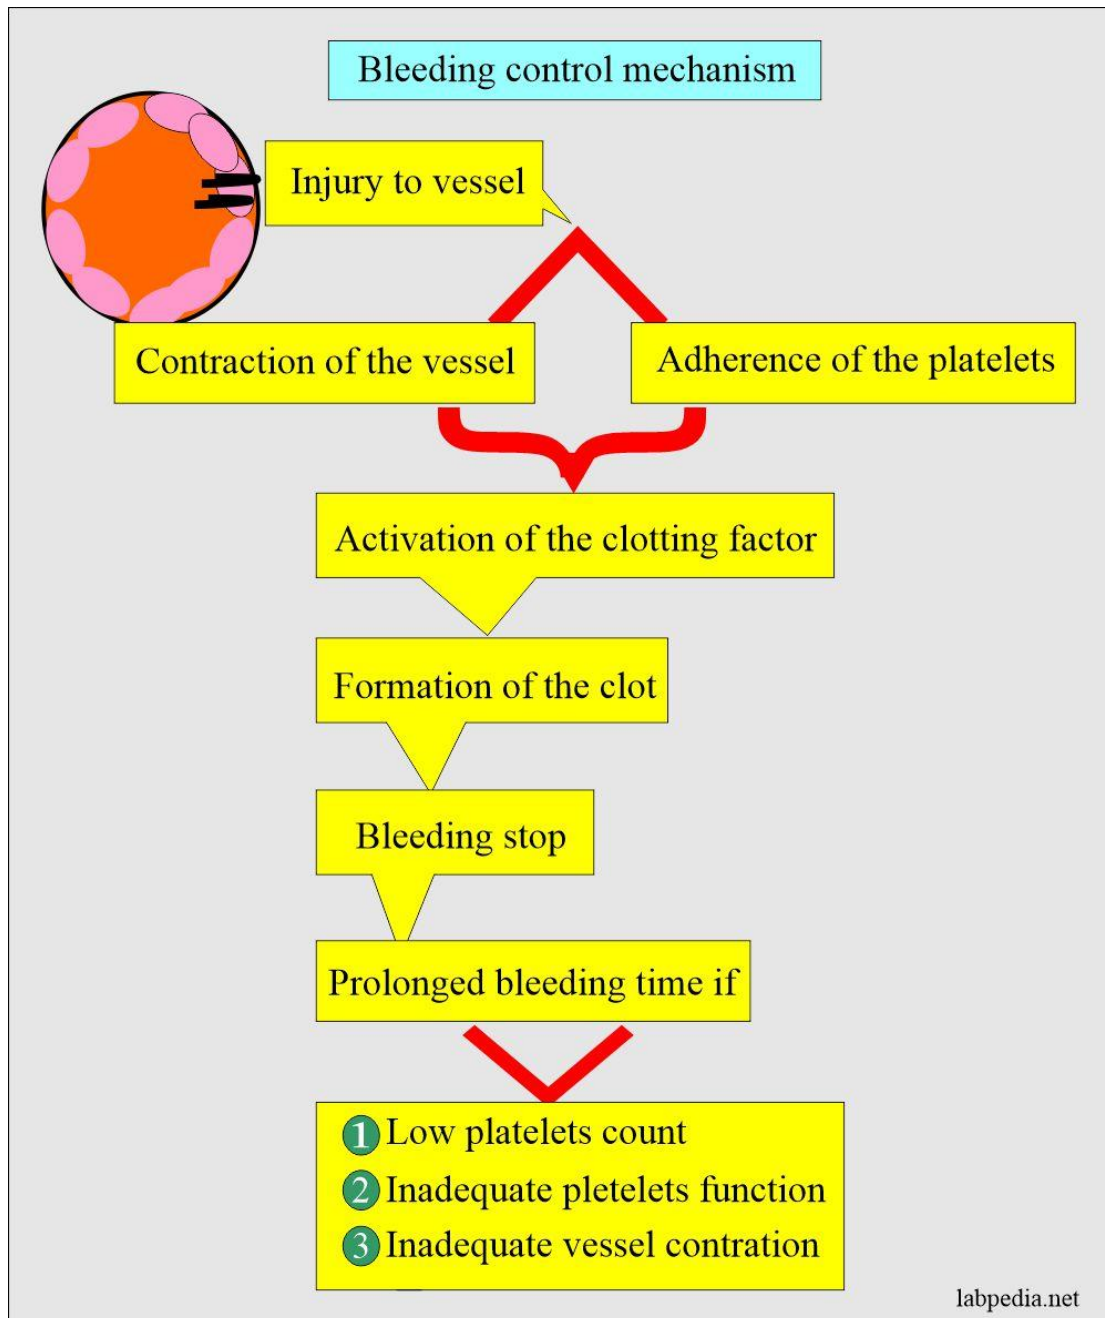 Bleeding control mechanism
Injury to vessel
Contraction of the vessel
Adherence of the platelets
Activation of the clotting factor
Formation of the clot
Bleeding stop
Prolonged bleeding time if
1 Low platelets count
2 Inadequate pletelets function
3 Inadequate vessel contration
labpedia.net